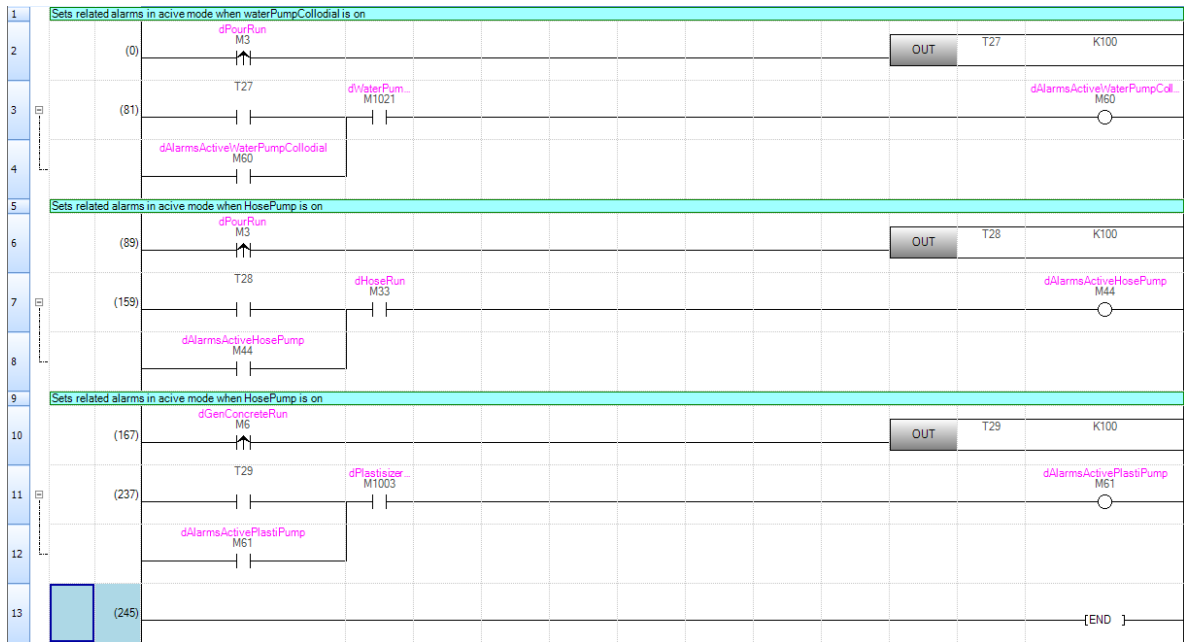 1 Sets related alarms in acive mode when waterPumpCollodial is on
dPourRun
2 (0) M3 OUT T27 K100
T27 dWaterPum... dAlarmsActiveWaterPumpColl...
3 (81) M1021 M60
dAlarmsActiveWaterPumpCollodial
4 M60
5 Sets related alarms in acive mode when HosePump is on
dPourRun
6 (89) M3 OUT T28 K100
T28 dHoseRun dAlarmsActiveHosePump
7 (159) M33 M44
dAlarmsActiveHosePump
8 M44
9 Sets related alarms in acive mode when HosePump is on
dGenConcreteRun
10 (167) M6 OUT T29 K100
T29 dPlastisizer... dAlarmsActivePlastiPump
11 (237) M1003 M61
dAlarmsActivePlastiPump
12 M61
13 (245) [END ]